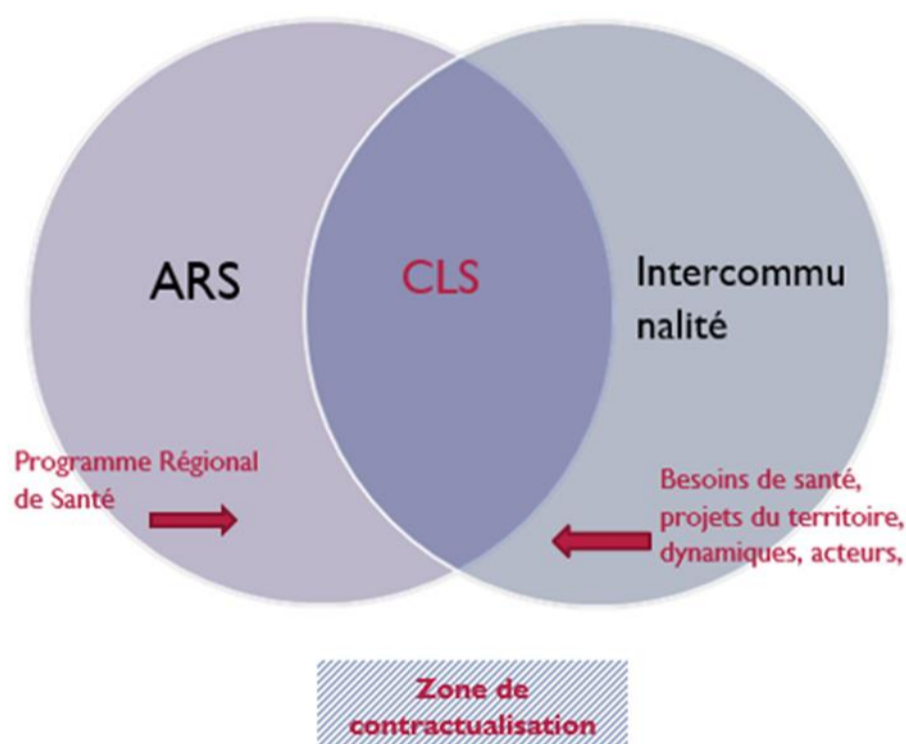 ARS
CLS
Intercommu
nalité
Programme Régional
de Santé
Besoins de santé,
projets du territoire,
dynamiques, acteurs,
Zone de
contractualisation